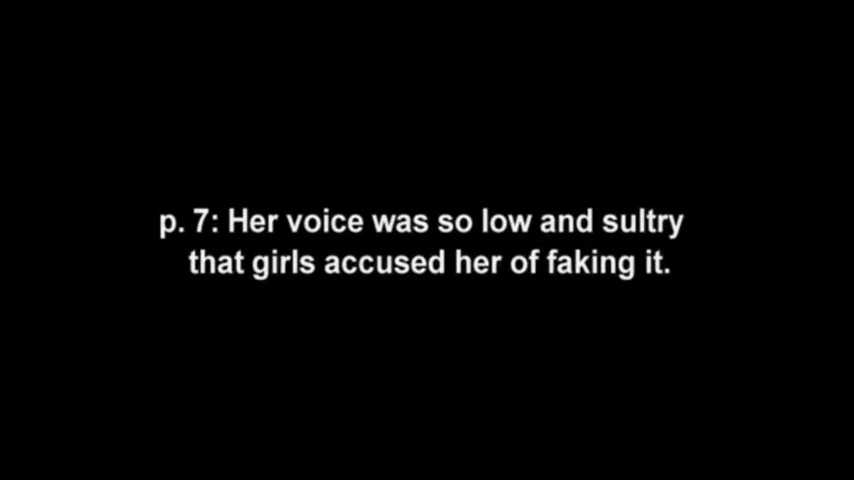 p. 7: Her voice was so low and sultry
that girls accused her of faking it.